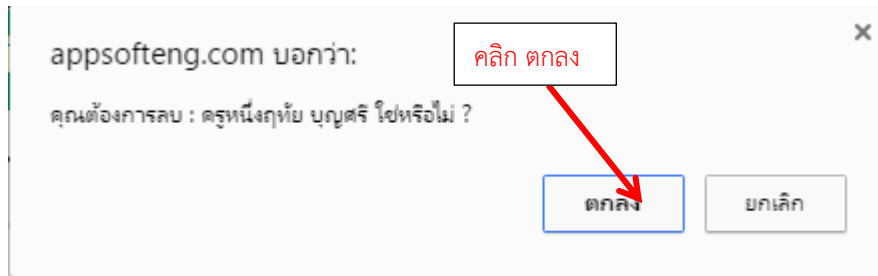 appsofteng.com บอกว่า:
คลิก ตกลง
คุณต้องการลบ : ครูหนึ่งฤทัย บุญศรี ใช่หรือไม่ ?
ตกลง
ยกเลิก